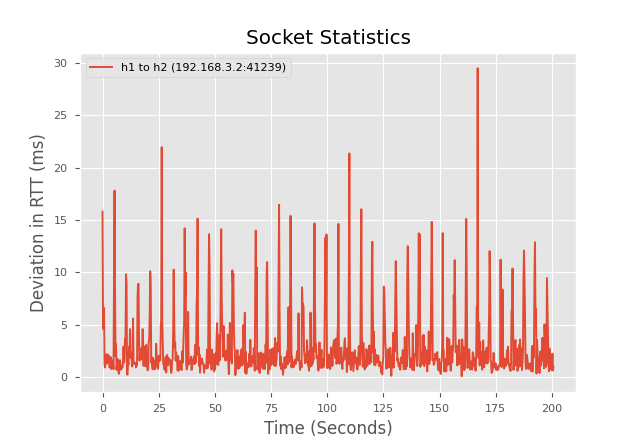 Socket Statistics
h1 to h2 (192.168.3.2:41239)
Deviation in RTT (ms)
30
25
20
15
10
5
0
0 25 50 75 100 125 150 175 200
Time (Seconds)